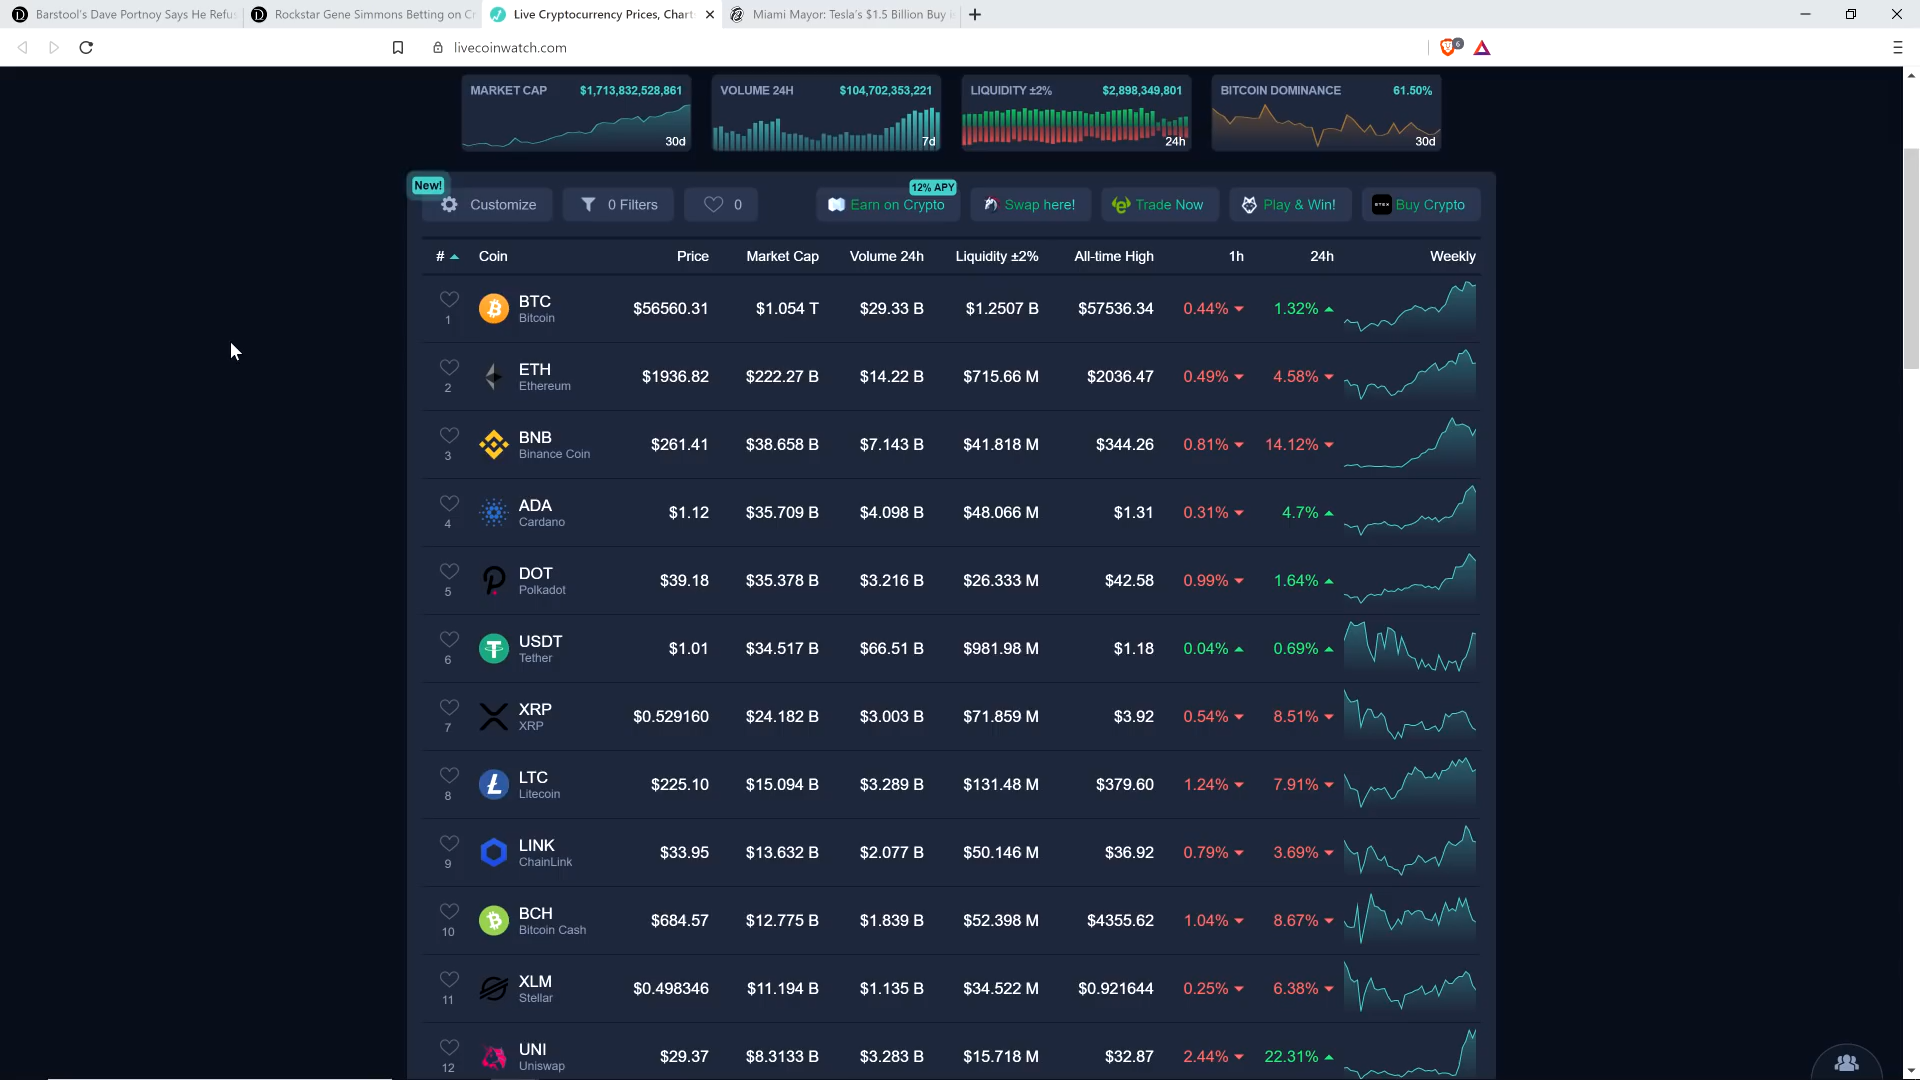 Barstool's Dave Portnoy Says He Refu
Rockstar Gene Simmons Betting on Cr
Live Cryptocurrency Prices, Chart
Miami Mayor: Tesla's $1.5 Billion Buy
livecoinwatch.com
6
MARKET CAP $1,713,832,528,861
30d
VOLUME 24H $104,702,353,221
7d
LIQUIDITY ±2% $2,898,349,801
24h
BITCOIN DOMINANCE 61.50%
30d
New!
Customize
0 Filters
0
12% APY
Earn on Crypto
Swap here!
Trade Now
Play & Win!
Buy Crypto
# Coin Price Market Cap Volume 24h Liquidity ±2% All-time High 1h 24h Weekly
1 BTC Bitcoin $56560.31 $1.054 T $29.33 B $1.2507 B $57536.34 0.44% 1.32%
2 ETH Ethereum $1936.82 $222.27 B $14.22 B $715.66 M $2036.47 0.49% 4.58%
3 BNB Binance Coin $261.41 $38.658 B $7.143 B $41.818 M $344.26 0.81% 14.12%
4 ADA Cardano $1.12 $35.709 B $4.098 B $48.066 M $1.31 0.31% 4.7%
5 DOT Polkadot $39.18 $35.378 B $3.216 B $26.333 M $42.58 0.99% 1.64%
6 USDT Tether $1.01 $34.517 B $66.51 B $981.98 M $1.18 0.04% 0.69%
7 XRP XRP $0.529160 $24.182 B $3.003 B $71.859 M $3.92 0.54% 8.51%
8 LTC Litecoin $225.10 $15.094 B $3.289 B $131.48 M $379.60 1.24% 7.91%
9 LINK ChainLink $33.95 $13.632 B $2.077 B $50.146 M $36.92 0.79% 3.69%
10 BCH Bitcoin Cash $684.57 $12.775 B $1.839 B $52.398 M $4355.62 1.04% 8.67%
11 XLM Stellar $0.498346 $11.194 B $1.135 B $34.522 M $0.921644 0.25% 6.38%
12 UNI Uniswap $29.37 $8.3133 B $3.283 B $15.718 M $32.87 2.44% 22.31%